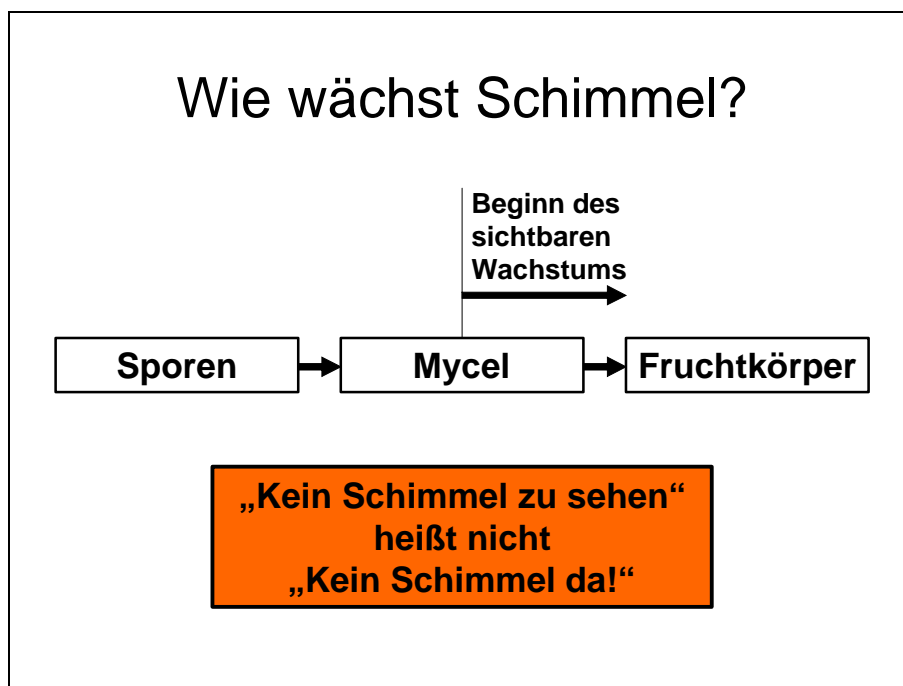 Wie wächst Schimmel?
Beginn des
sichtbaren
Wachstums
Sporen
Mycel
Fruchtkörper
„Kein Schimmel zu sehen“
heißt nicht
„Kein Schimmel da!“